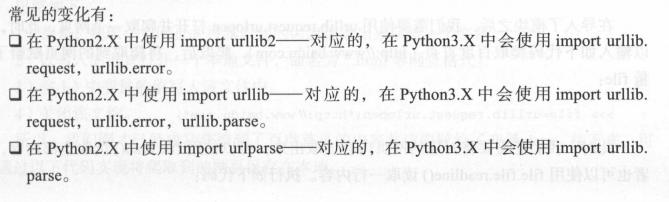 常见的变化有：
❑ 在 Python2.X 中使用 import urllib2——对应的，在 Python3.X 中会使用 import urllib.
request，urllib.error。
❑ 在 Python2.X 中使用 import urllib——对应的，在 Python3.X 中会使用 import urllib.
request，urllib.error，urllib.parse。
❑ 在 Python2.X 中使用 import urlparse——对应的，在 Python3.X 中会使用 import urllib.
parse。